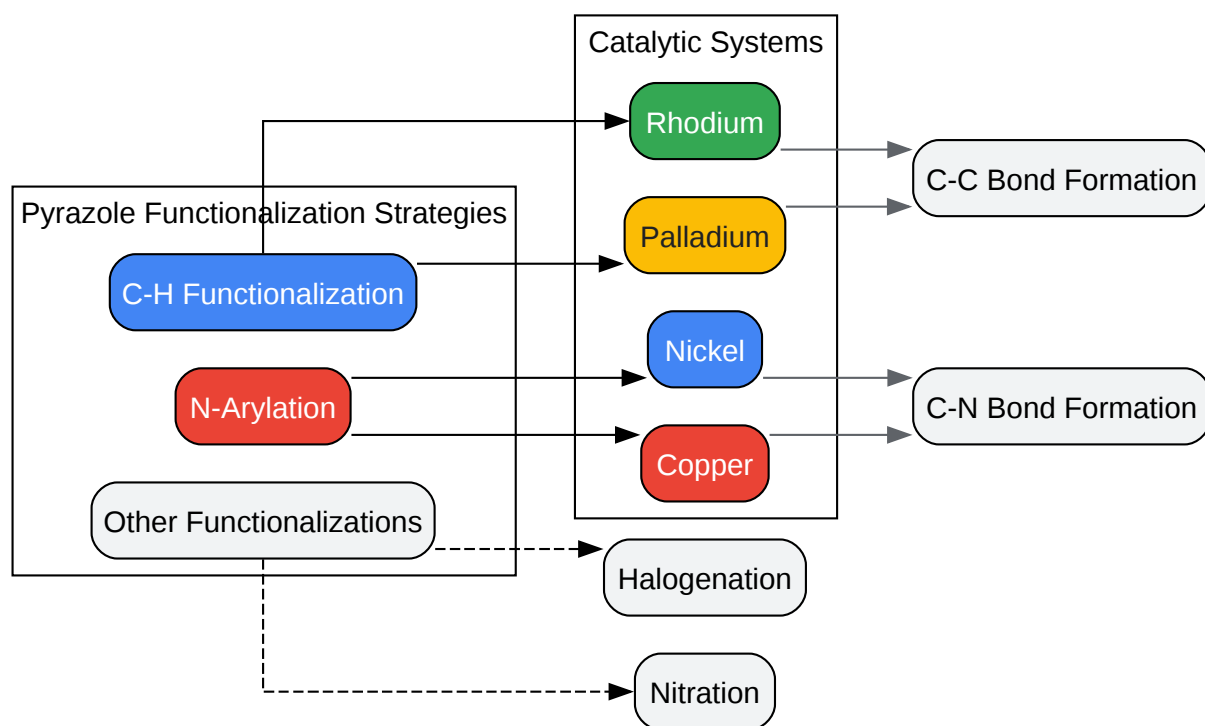 Catalytic Systems
Rhodium
Palladium
Nickel
Copper
Pyrazole Functionalization Strategies
C-H Functionalization
N-Arylation
Other Functionalizations
C-C Bond Formation
C-N Bond Formation
Halogenation
Nitration